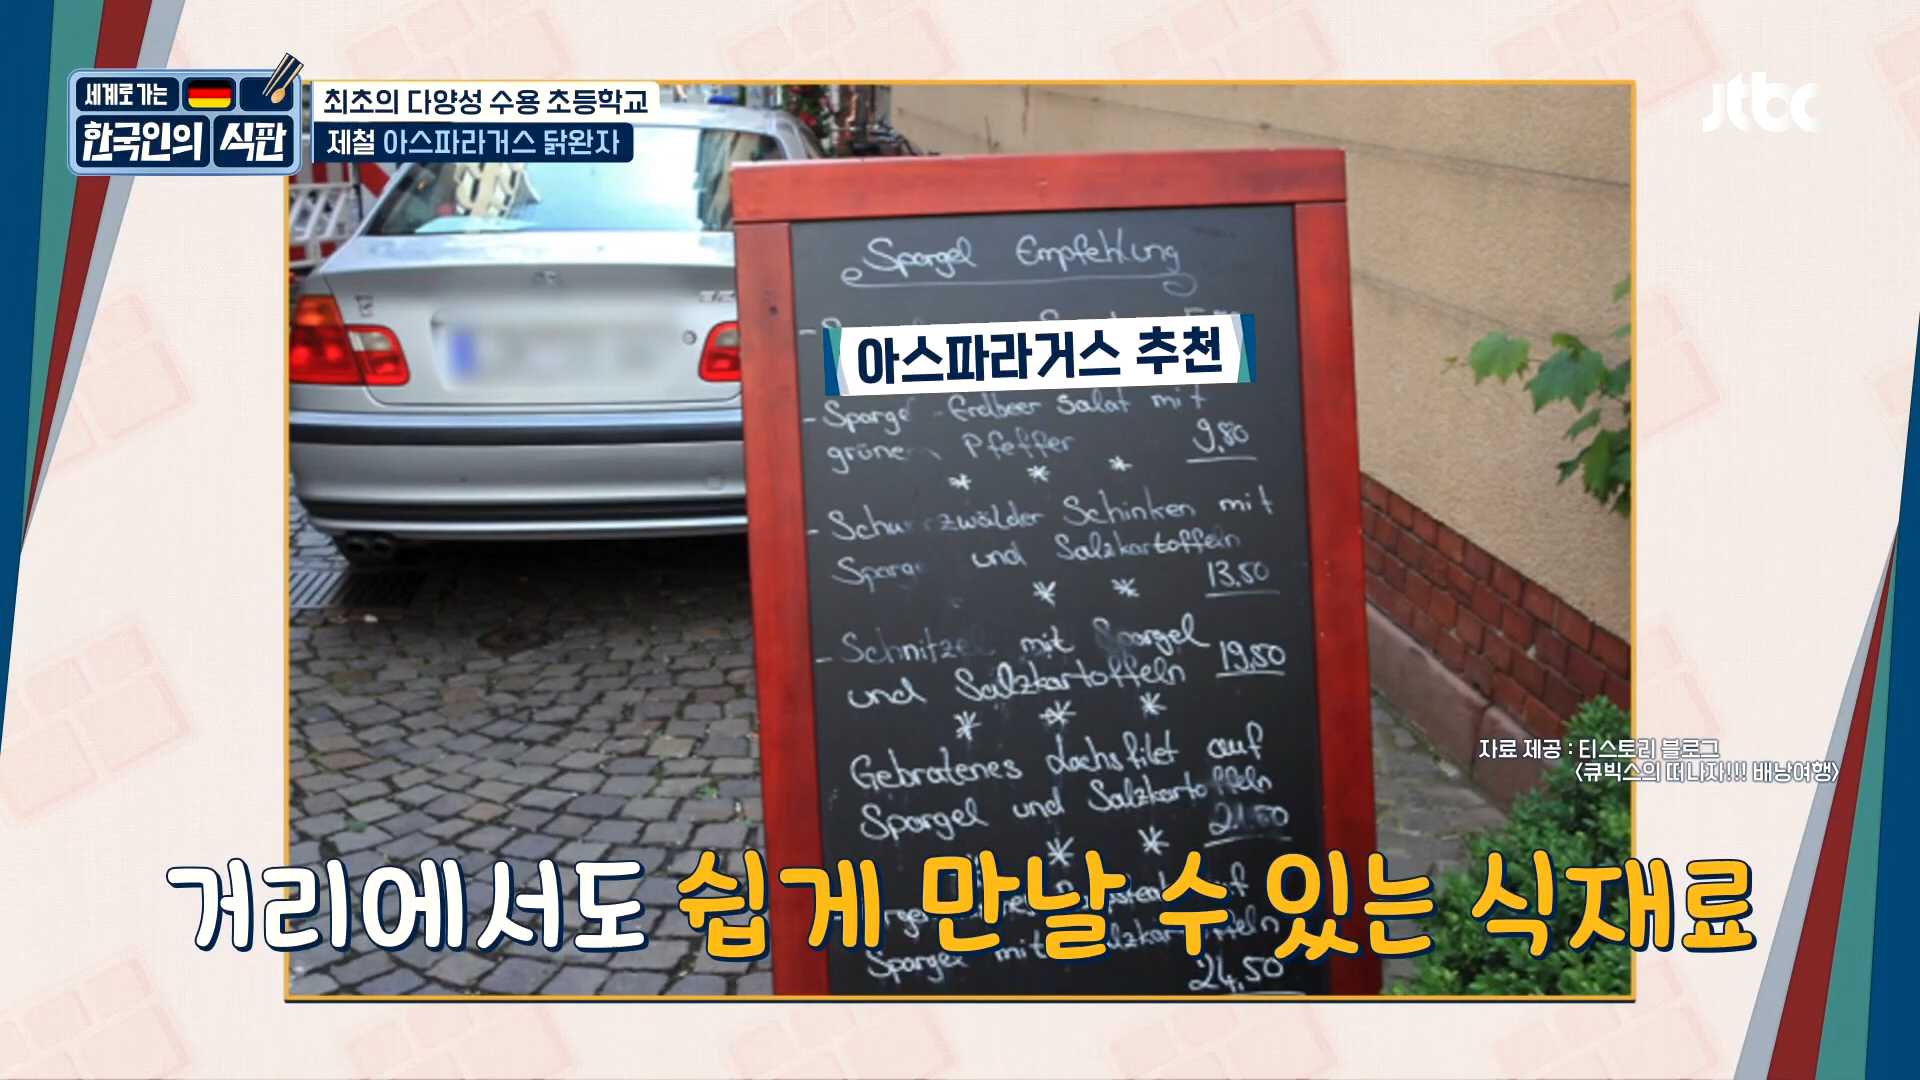 세계로 가는
한국인의 식판
최초의 다양성 수용 초등학교
제철 아스파라거스 닭완자
jtbc
Spargel Empfehlung
아스파라거스 추천
- Spargel - Erdbeer Salat mit
grünem Pfeffer 9,80
* * *
- Schwarzwälder Schinken mit
Spargel und Salzkartoffeln
13,50
* *
- Schnitzel mit Spargel
und Salzkartoffeln 19,50
* * *
Gebratenes Lachsfilet auf
Spargel und Salzkartoffeln
21.50
* *
Spargel mit Salzkartoffeln
24,50
자료 제공 : 티스토리 블로그
<큐빅스의 떠나자!!! 배낭여행>
거리에서도 쉽게 만날 수 있는 식재료